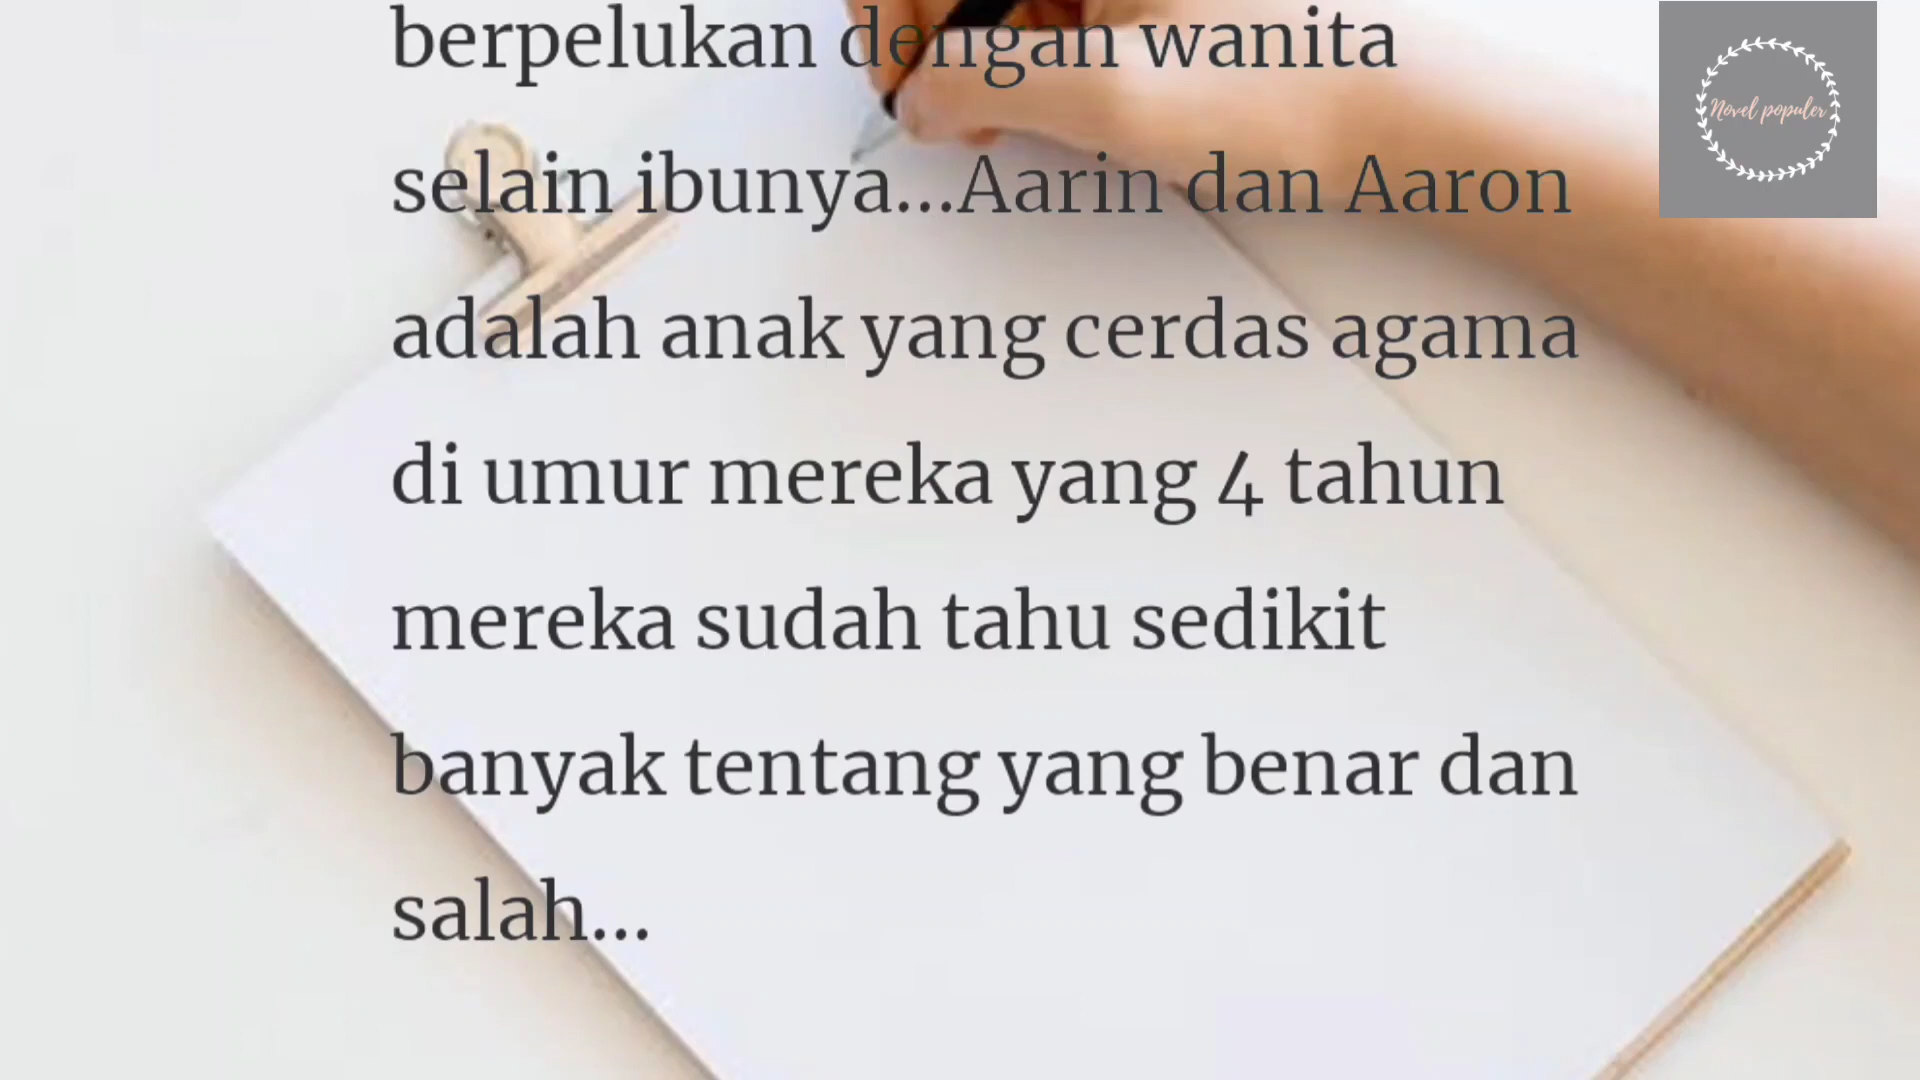 berpelukan dengan wanita
selain ibunya...Aarin dan Aaron
adalah anak yang cerdas agama
di umur mereka yang 4 tahun
mereka sudah tahu sedikit
banyak tentang yang benar dan
salah...
Novel populer